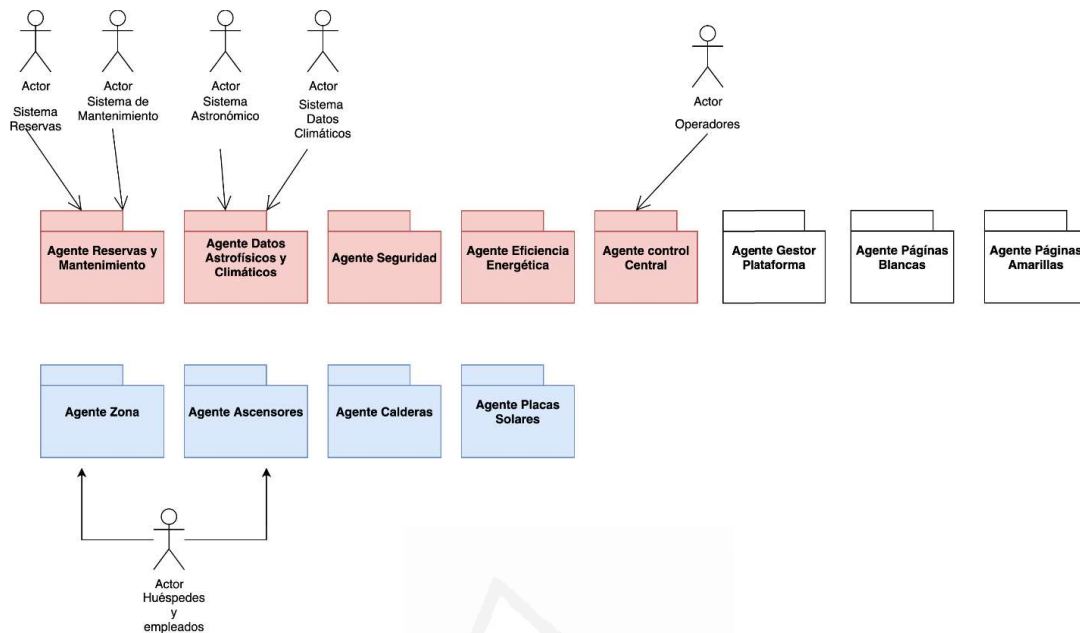 Actor
Sistema
Reservas
Actor
Sistema de
Mantenimiento
Actor
Sistema
Astronómico
Actor
Sistema
Datos
Climáticos
Actor
Operadores
Agente Reservas y
Mantenimiento
Agente Datos
Astrofísicos y
Climáticos
Agente Seguridad
Agente Eficiencia
Energética
Agente control
Central
Agente Gestor
Plataforma
Agente Págínas
Blancas
Agente Páginas
Amarillas
Agente Zona
Agente Ascensores
Agente Calderas
Agente Placas
Solares
Actor
Huéspedes
y
empleados